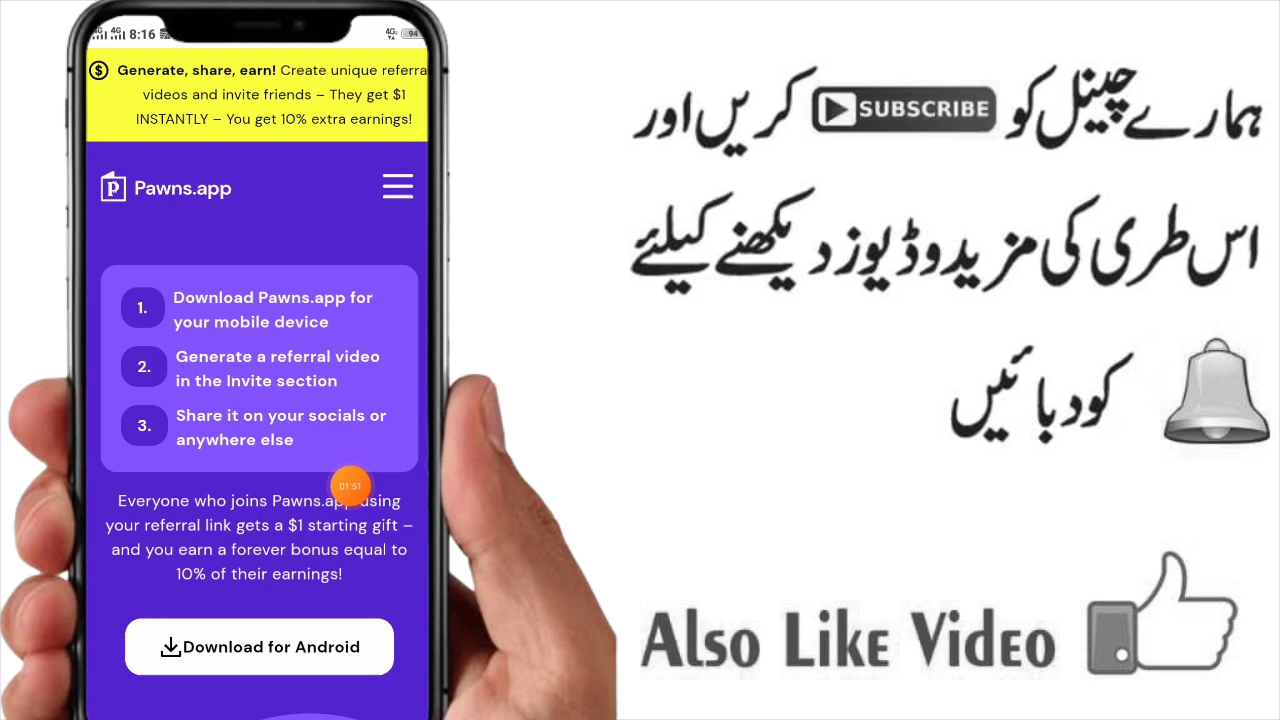 8:16
94
Generate, share, earn! Create unique referra
videos and invite friends – They get $1
INSTANTLY – You get 10% extra earnings!
Pawns.app
1. Download Pawns.app for
your mobile device
2. Generate a referral video
in the Invite section
3. Share it on your socials or
anywhere else
01:51
Everyone who joins Pawns.app using
your referral link gets a $1 starting gift –
and you earn a forever bonus equal to
10% of their earnings!
Download for Android
ہمارے چینل کو SUBSCRIBE کریں اور
اس طری کی مزید وڈیوز دیکھنے کیلئے
کو دبائیں
Also Like Video